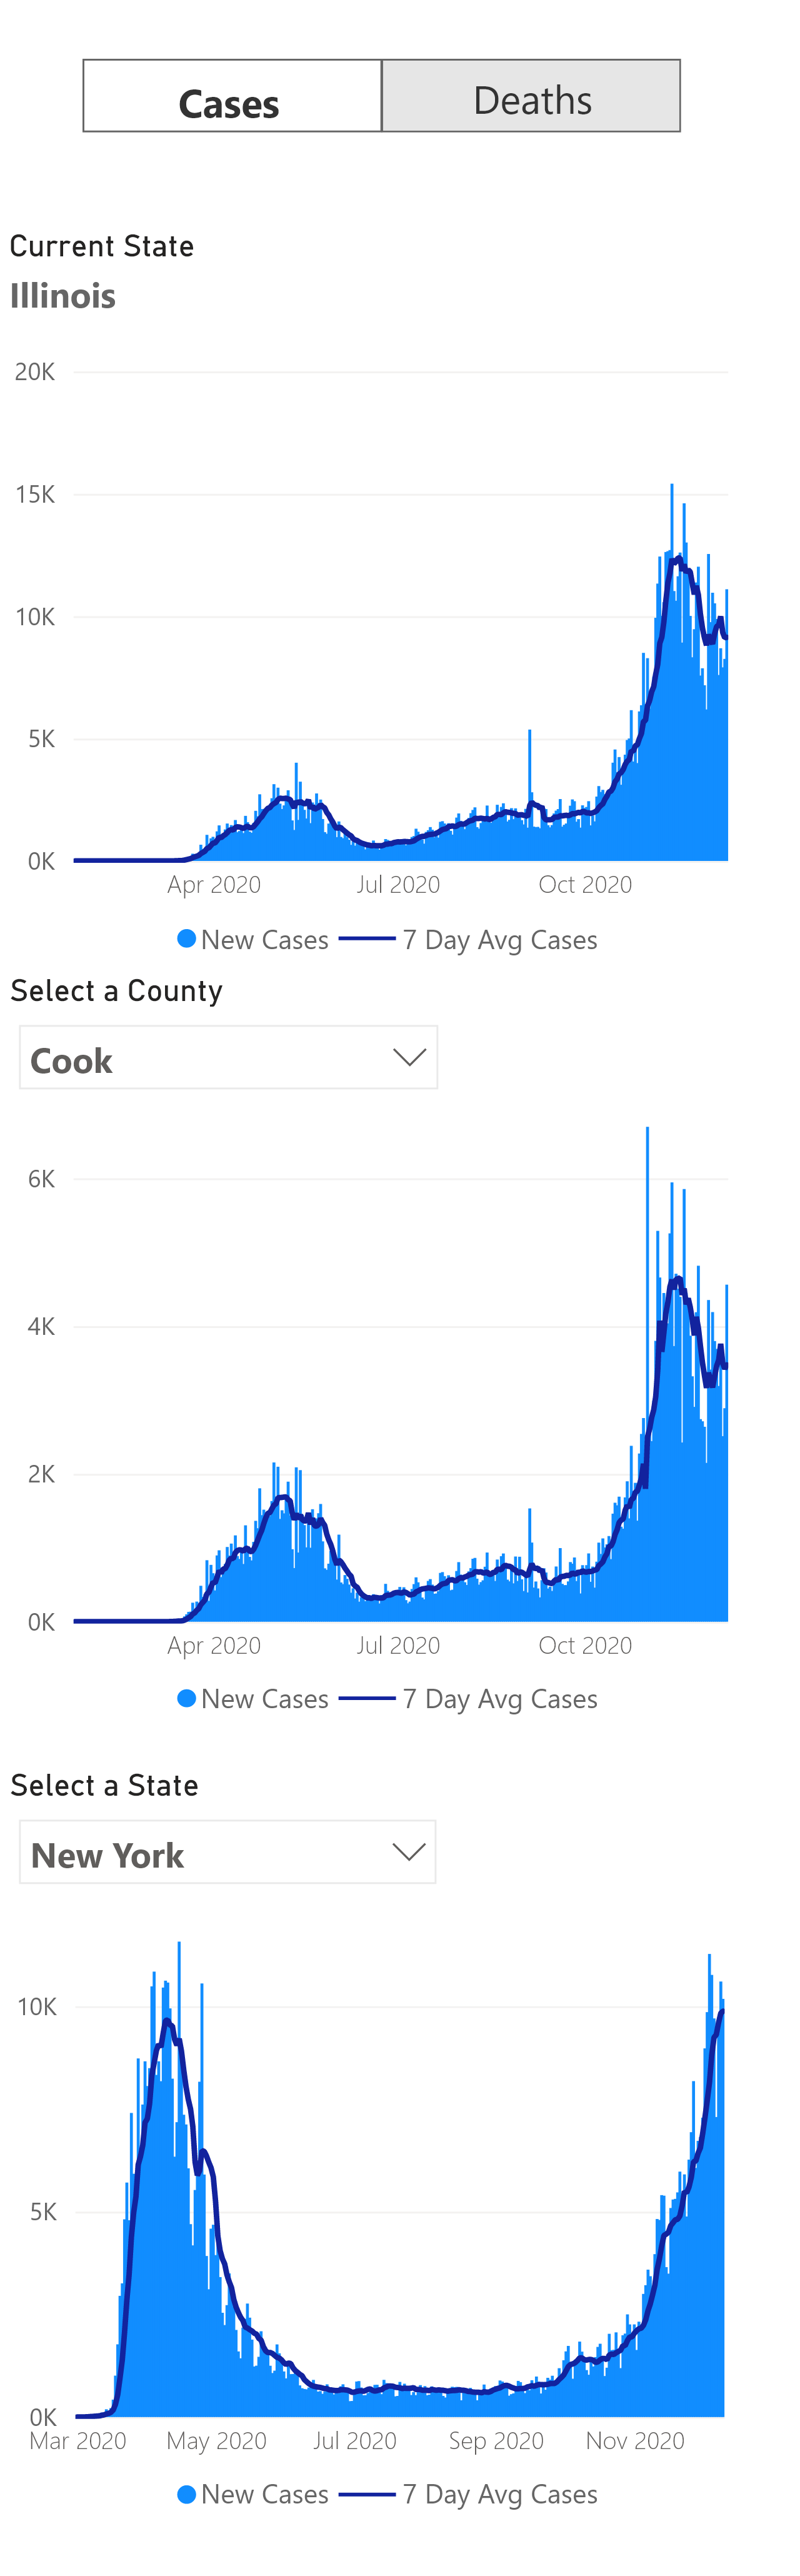 Cases Deaths
Current State
Illinois
20K
15K
10K
5K
0K
Apr 2020 Jul 2020 Oct 2020
New Cases 7 Day Avg Cases
Select a County
Cook
6K
4K
2K
0K
Apr 2020 Jul 2020 Oct 2020
New Cases 7 Day Avg Cases
Select a State
New York
10K
5K
0K
Mar 2020 May 2020 Jul 2020 Sep 2020 Nov 2020
New Cases 7 Day Avg Cases